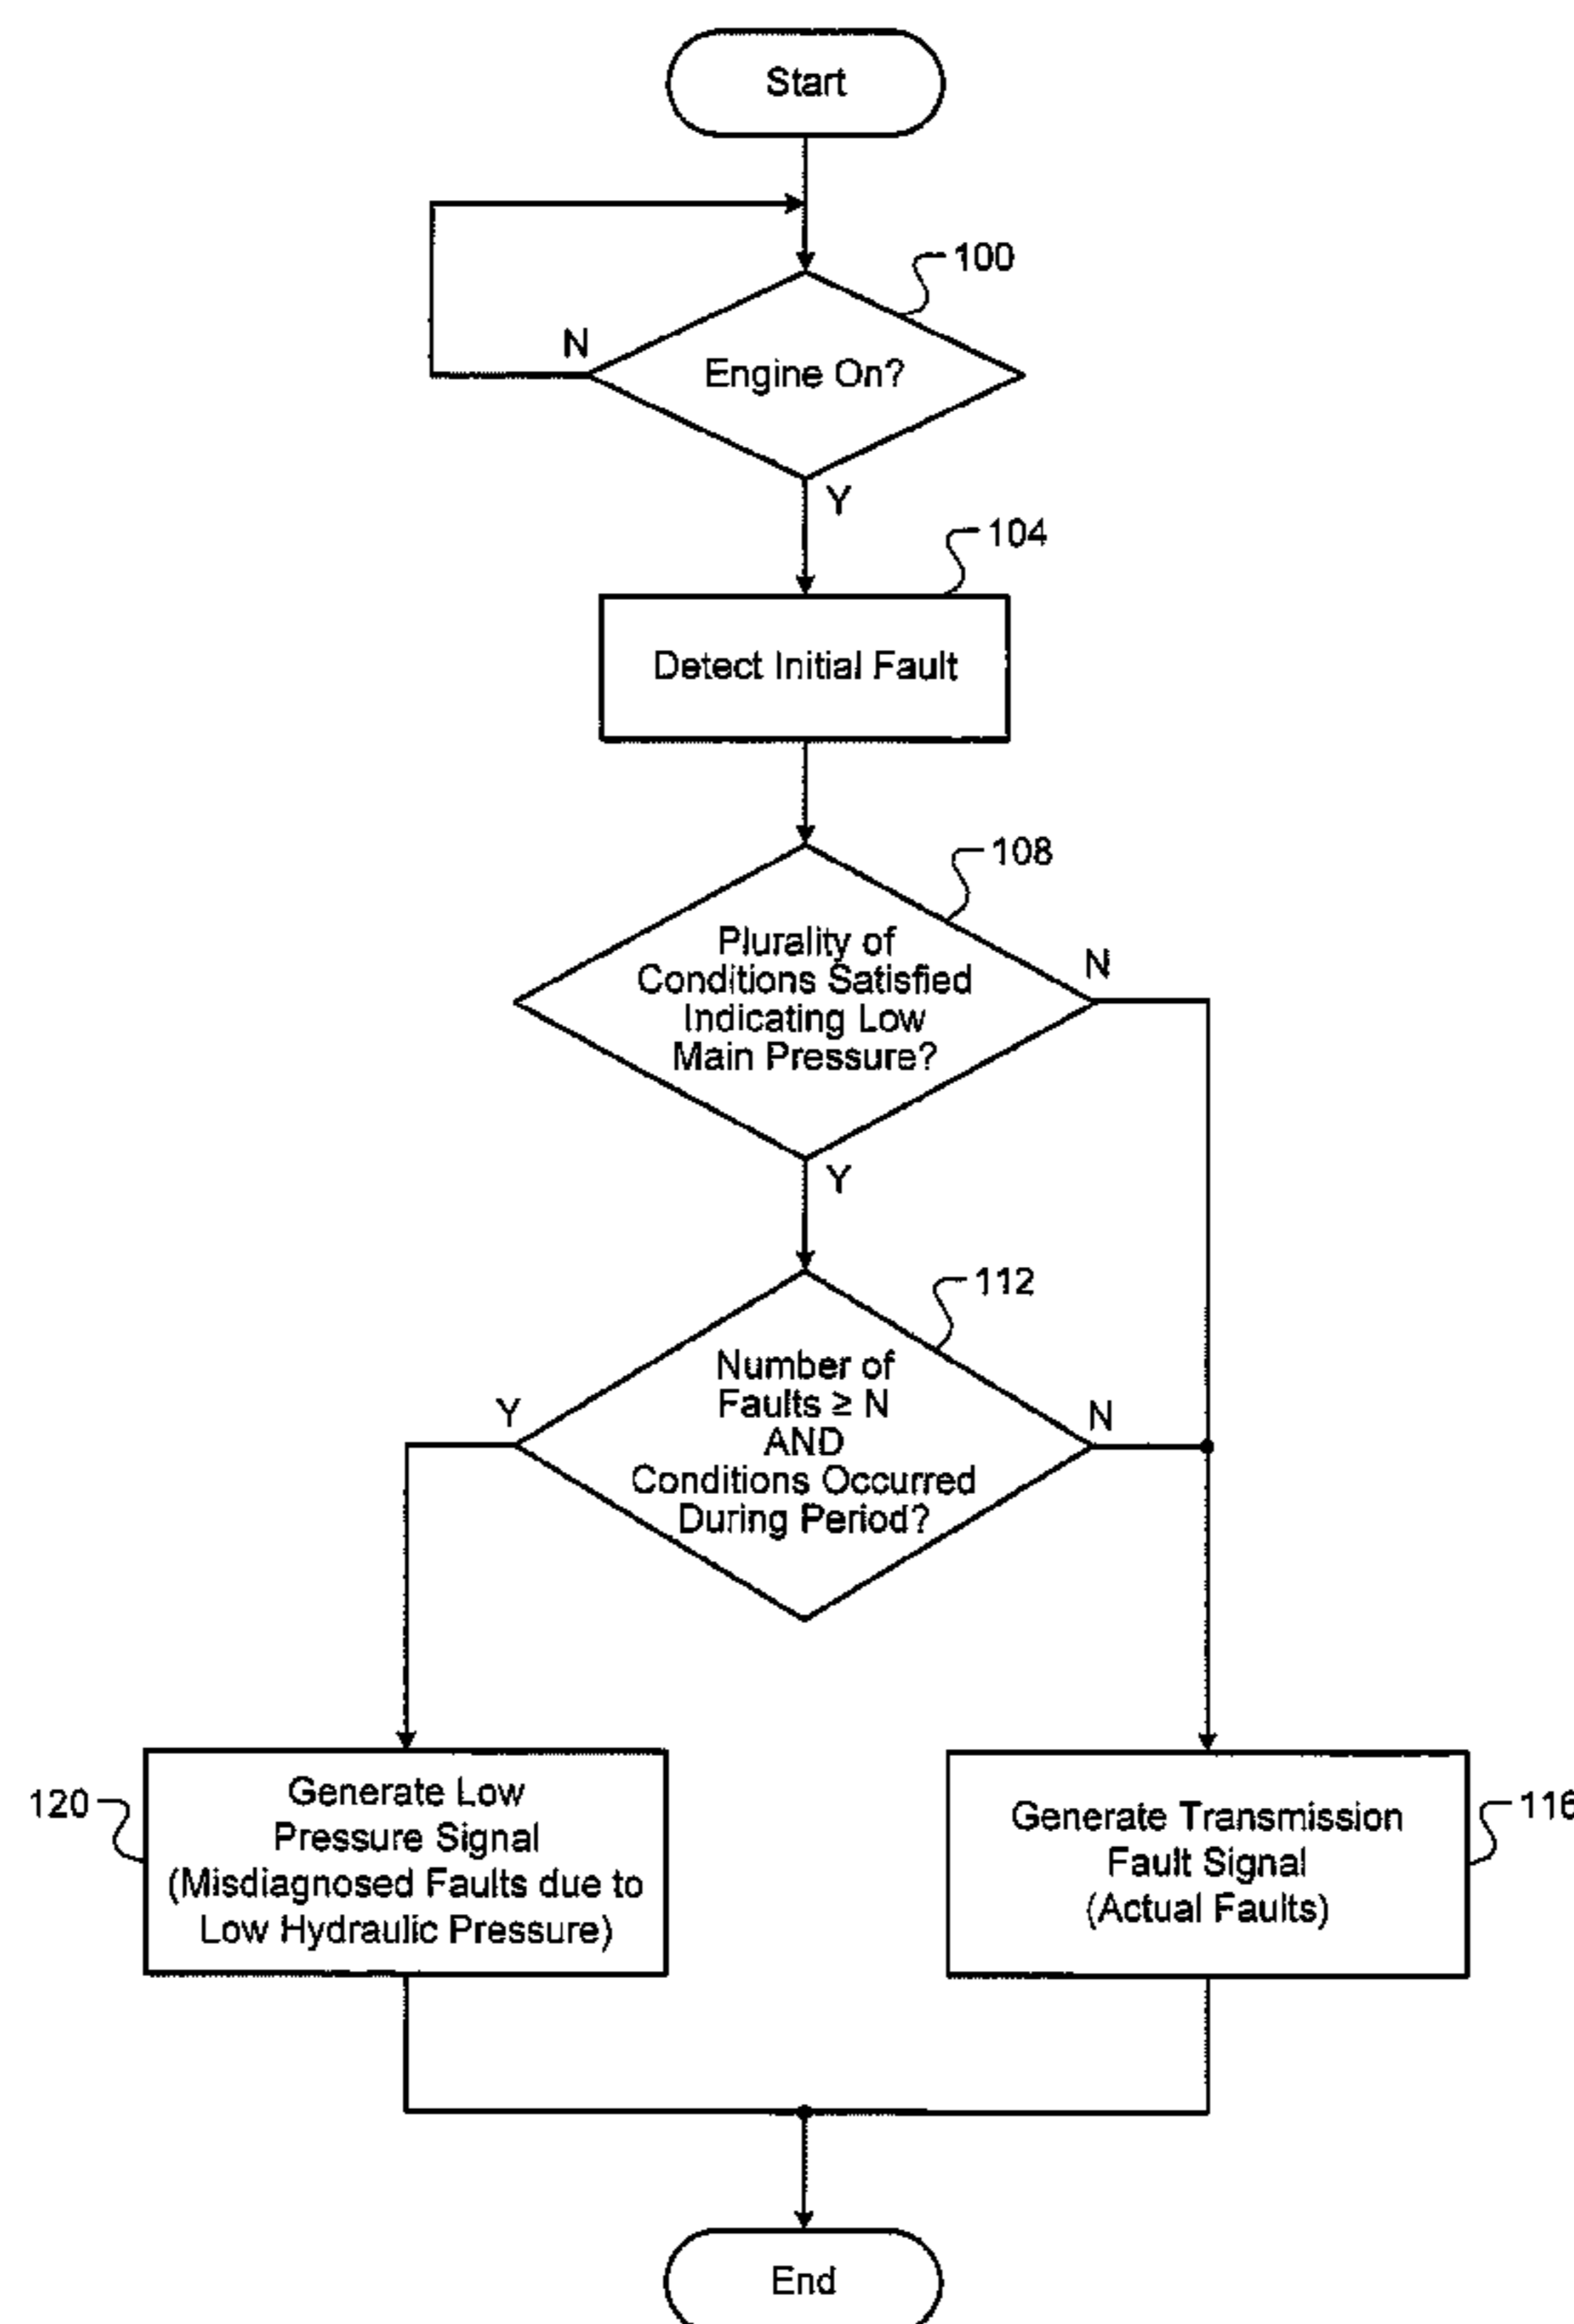 Start
100
N
Engine On?
Y
104
Detect Initial Fault
108
Plurality of
Conditions Satisfied
Indicating Low
Main Pressure?
N
Y
112
Number of
Faults ≥ N
AND
Conditions Occurred
During Period?
Y
N
120
Generate Low
Pressure Signal
(Misdiagnosed Faults due to
Low Hydraulic Pressure)
Generate Transmission
Fault Signal
(Actual Faults)
116
End